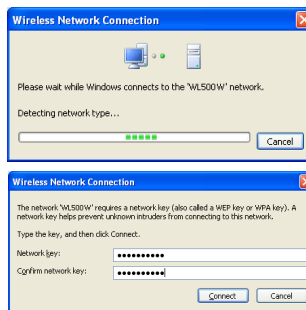 Wireless Network Connection
Please wait while Windows connects to the 'WL500W' network.
Detecting network type...
Cancel
Wireless Network Connection
The network 'WL500W' requires a network key (also called a WEP key or WPA key). A
network key helps prevent unknown intruders from connecting to this network.
Type the key, and then click Connect.
Network key: ••••••••••
Confirm network key: ••••••••••
Connect Cancel